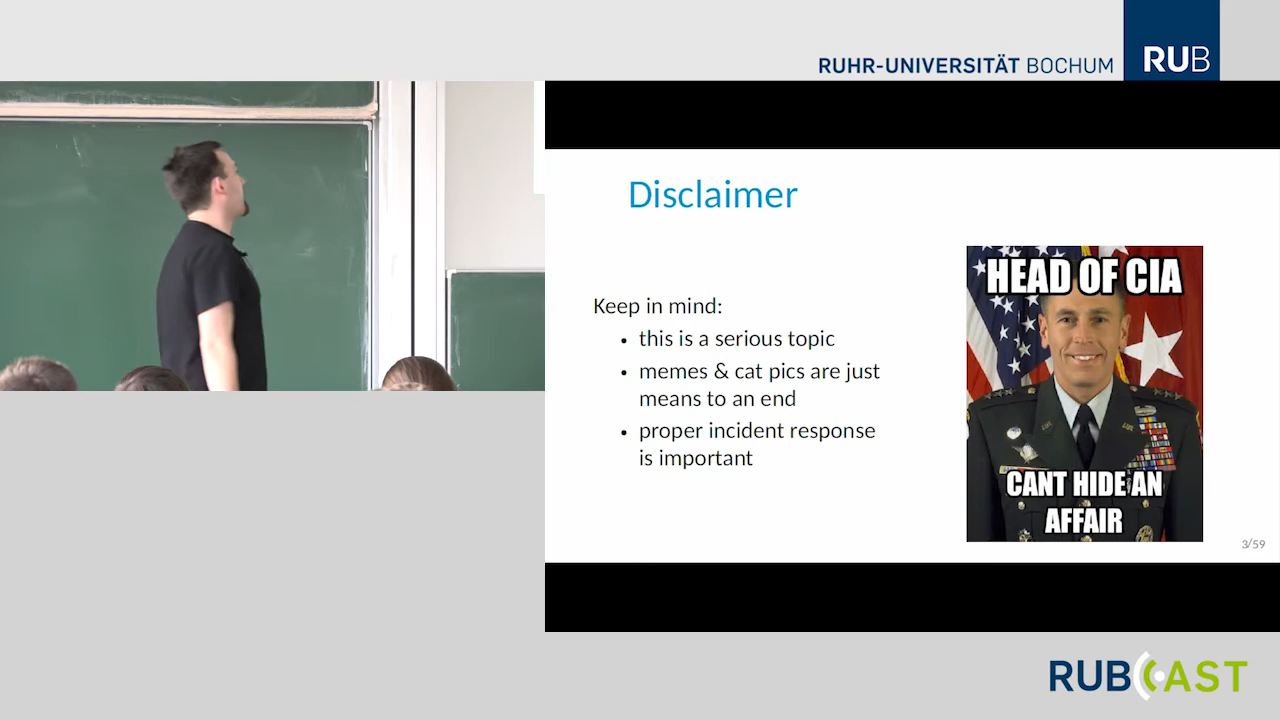 RUHR-UNIVERSITÄT BOCHUM
RUB
Disclaimer
Keep in mind:
• this is a serious topic
• memes & cat pics are just
means to an end
• proper incident response
is important
HEAD OF CIA
CANT HIDE AN
AFFAIR
3/59
RUBCAST